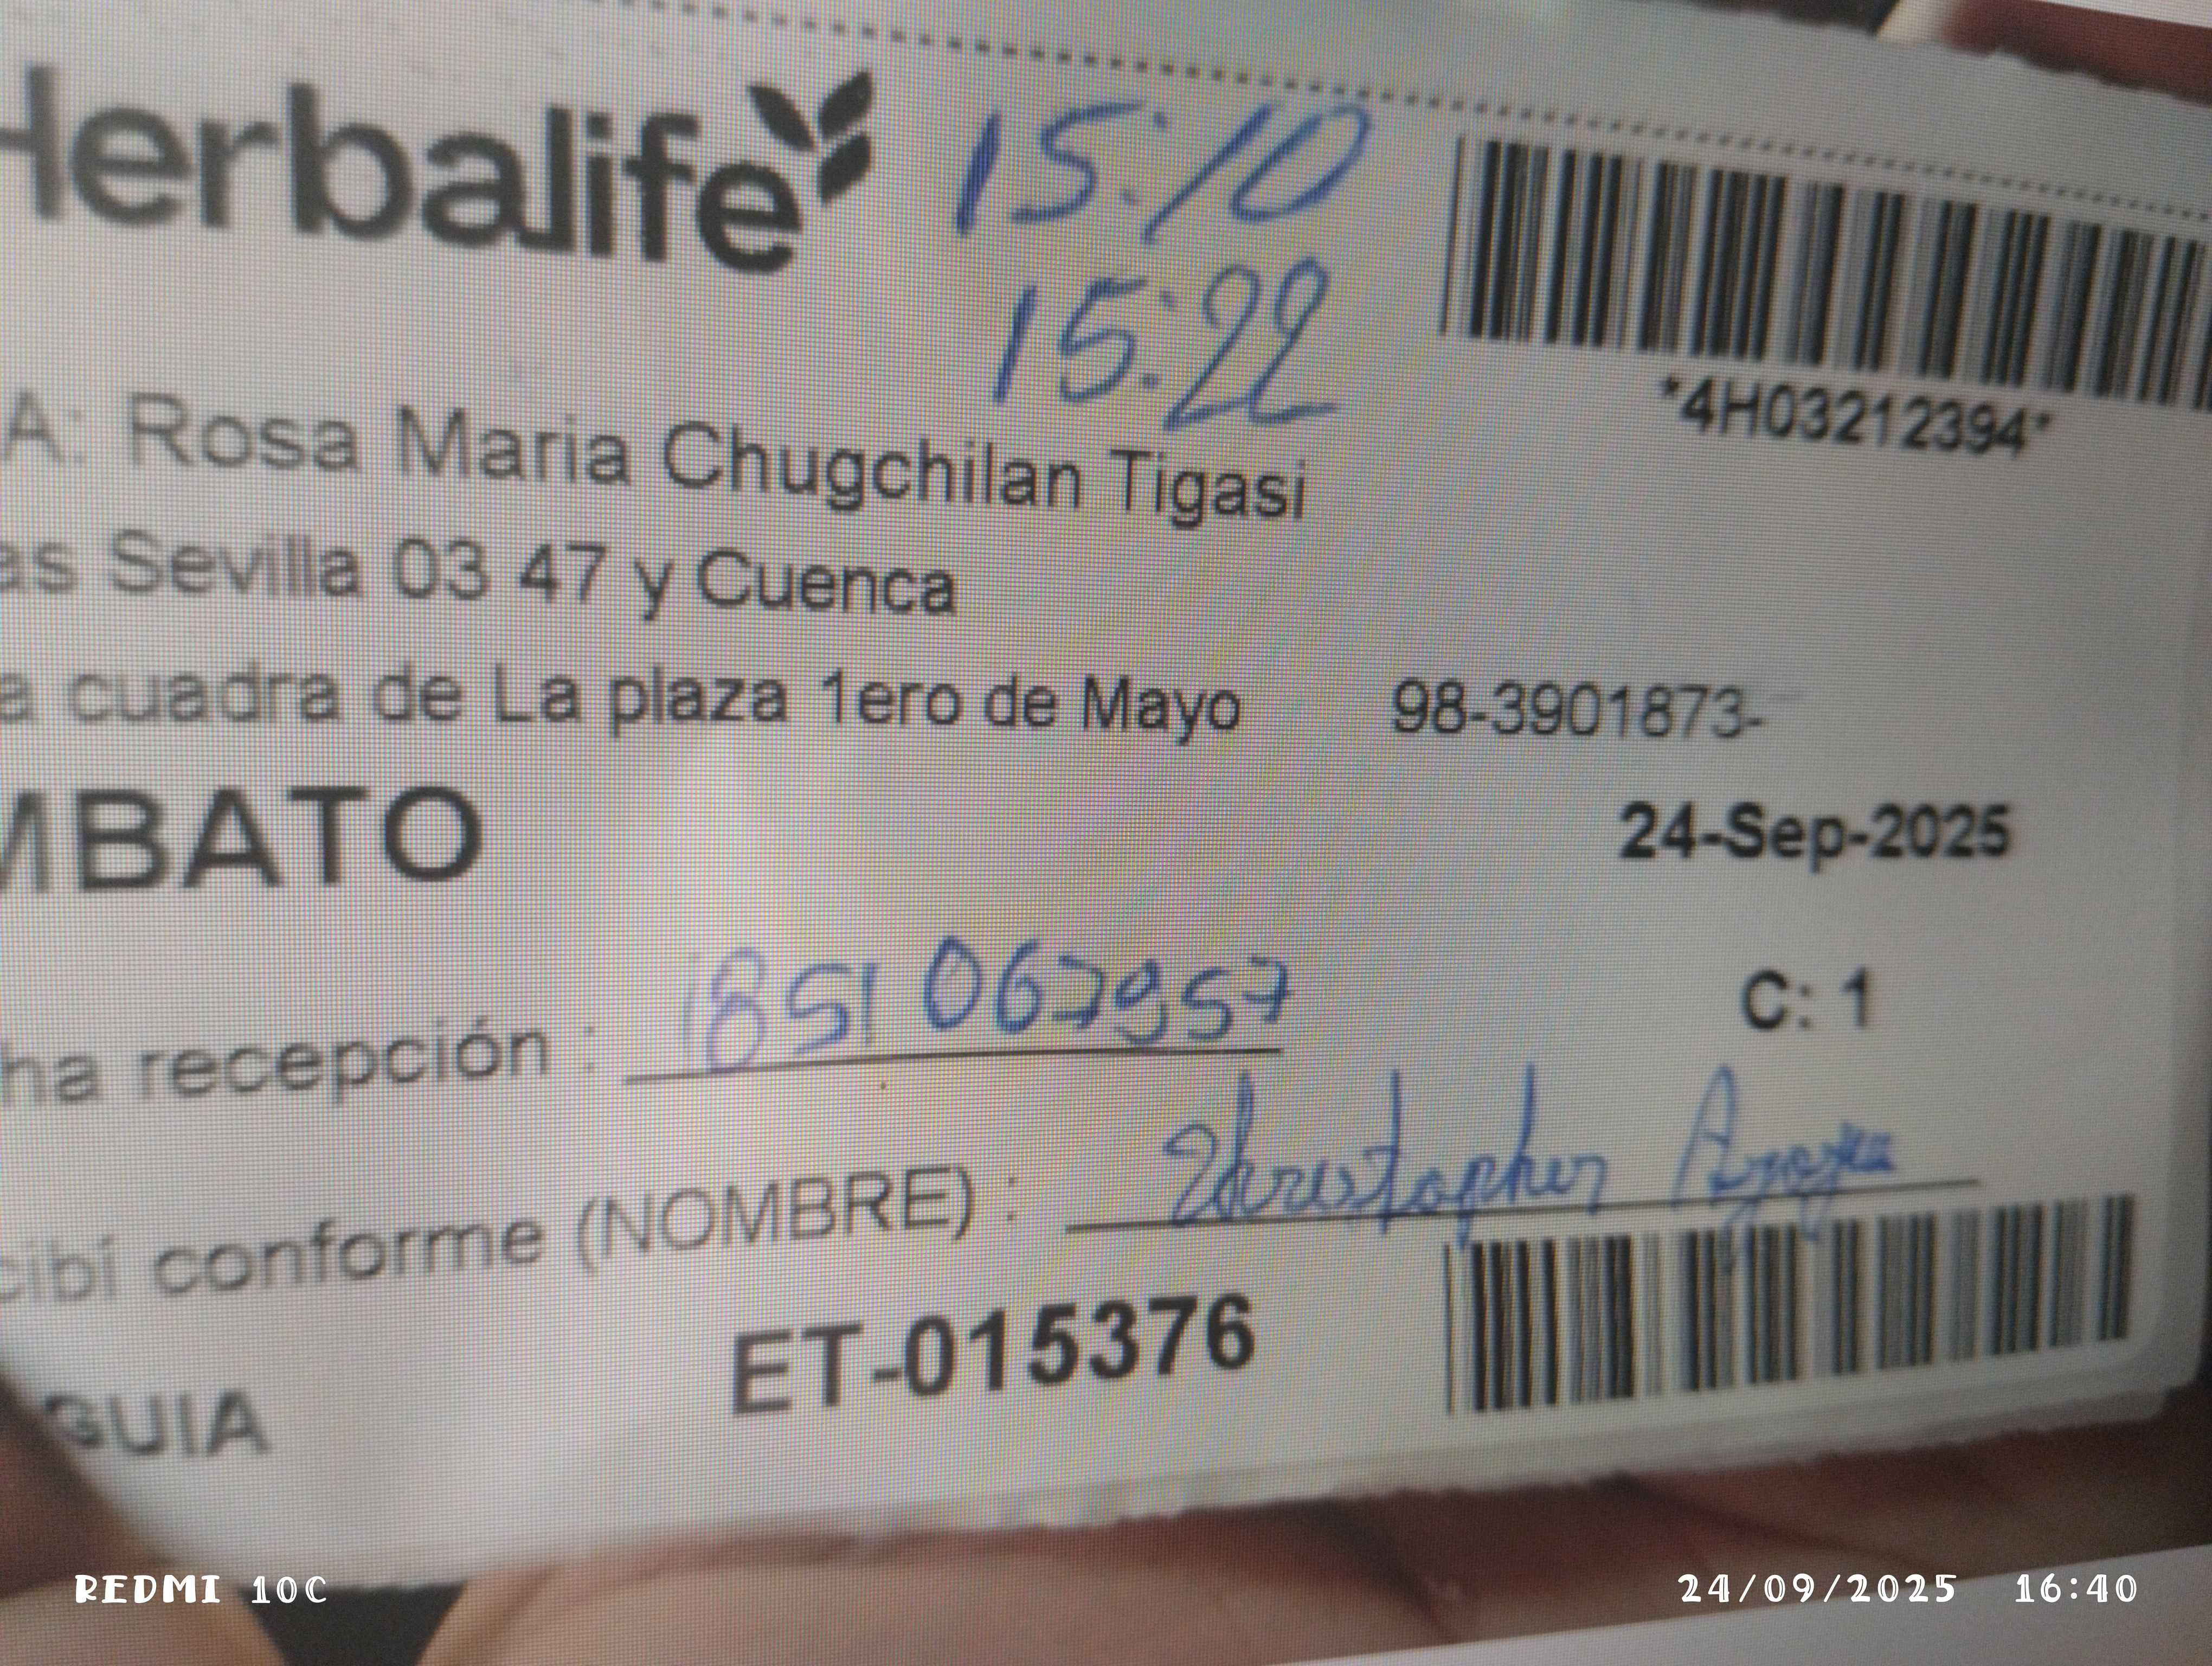 Herbalife 15:10
15:22
*4H03212394*
A: Rosa Maria Chugchilan Tigasi
as Sevilla 03 47 y Cuenca
a cuadra de La plaza 1ero de Mayo 98-3901873-
MBATO
24-Sep-2025
C: 1
ha recepción : 1851067957
cibí conforme (NOMBRE) : Christopher
ET-015376
GUIA
REDMI 10C 24/09/2025 16:40